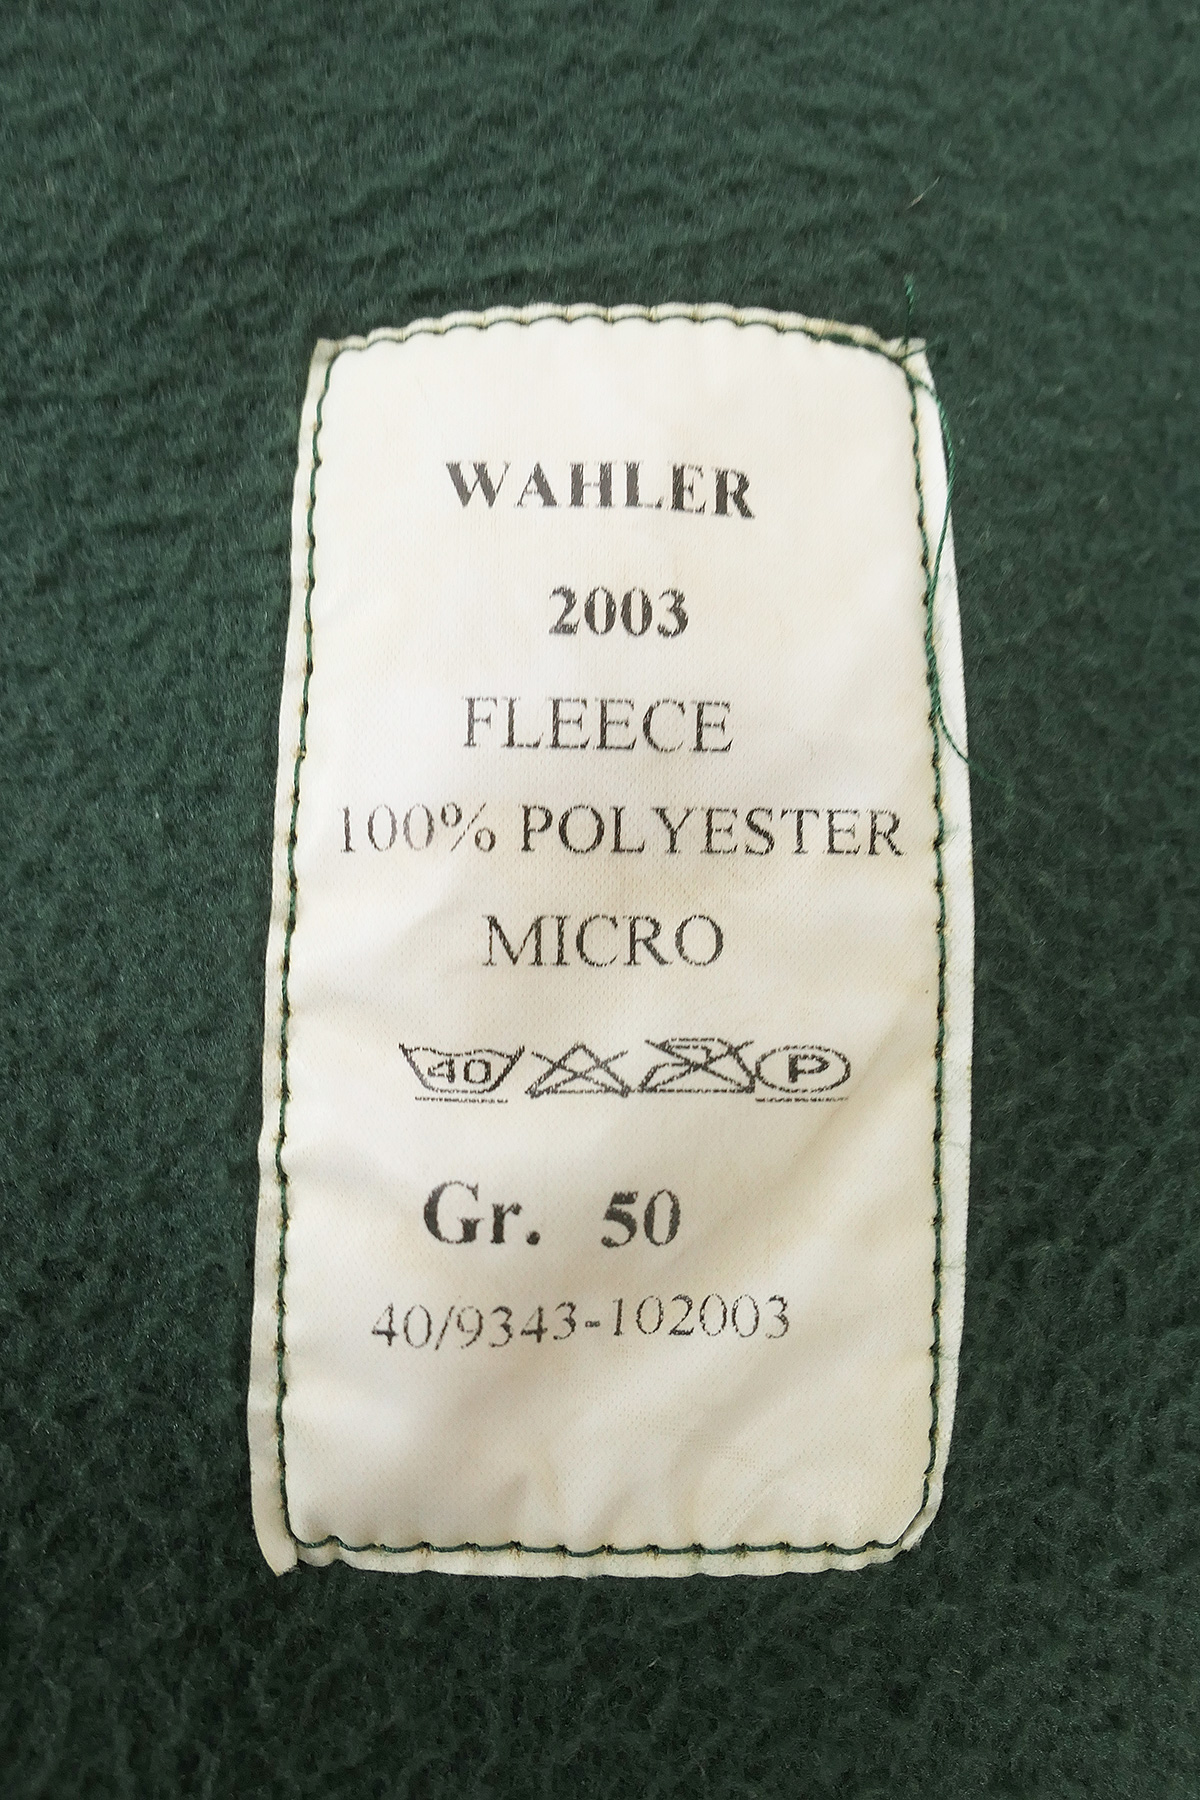 WAHLER
2003
FLEECE
100% POLYESTER
MICRO
40 P
Gr. 50
40/9343-102003